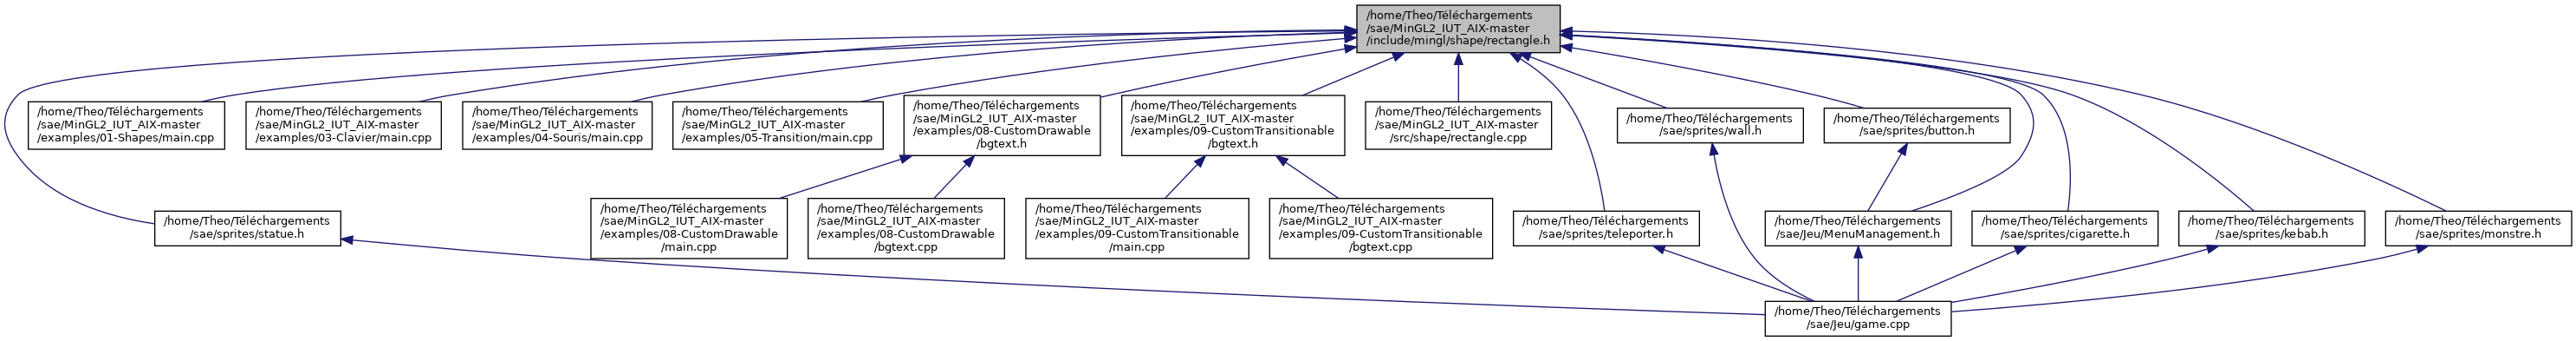 /home/Theo/Téléchargements
/sae/MinGL2_IUT_AIX-master
/include/mingl/shape/rectangle.h
/home/Theo/Téléchargements
/sae/MinGL2_IUT_AIX-master
/examples/01-Shapes/main.cpp
/home/Theo/Téléchargements
/sae/MinGL2_IUT_AIX-master
/examples/03-Clavier/main.cpp
/home/Theo/Téléchargements
/sae/MinGL2_IUT_AIX-master
/examples/04-Souris/main.cpp
/home/Theo/Téléchargements
/sae/MinGL2_IUT_AIX-master
/examples/05-Transition/main.cpp
/home/Theo/Téléchargements
/sae/MinGL2_IUT_AIX-master
/examples/08-CustomDrawable
/bgtext.h
/home/Theo/Téléchargements
/sae/MinGL2_IUT_AIX-master
/examples/09-CustomTransitionable
/bgtext.h
/home/Theo/Téléchargements
/sae/MinGL2_IUT_AIX-master
/src/shape/rectangle.cpp
/home/Theo/Téléchargements
/sae/sprites/wall.h
/home/Theo/Téléchargements
/sae/sprites/button.h
/home/Theo/Téléchargements
/sae/sprites/statue.h
/home/Theo/Téléchargements
/sae/MinGL2_IUT_AIX-master
/examples/08-CustomDrawable
/main.cpp
/home/Theo/Téléchargements
/sae/MinGL2_IUT_AIX-master
/examples/08-CustomDrawable
/bgtext.cpp
/home/Theo/Téléchargements
/sae/MinGL2_IUT_AIX-master
/examples/09-CustomTransitionable
/main.cpp
/home/Theo/Téléchargements
/sae/MinGL2_IUT_AIX-master
/examples/09-CustomTransitionable
/bgtext.cpp
/home/Theo/Téléchargements
/sae/sprites/teleporter.h
/home/Theo/Téléchargements
/sae/Jeu/MenuManagement.h
/home/Theo/Téléchargements
/sae/sprites/cigarette.h
/home/Theo/Téléchargements
/sae/sprites/kebab.h
/home/Theo/Téléchargements
/sae/sprites/monstre.h
/home/Theo/Téléchargements
/sae/Jeu/game.cpp